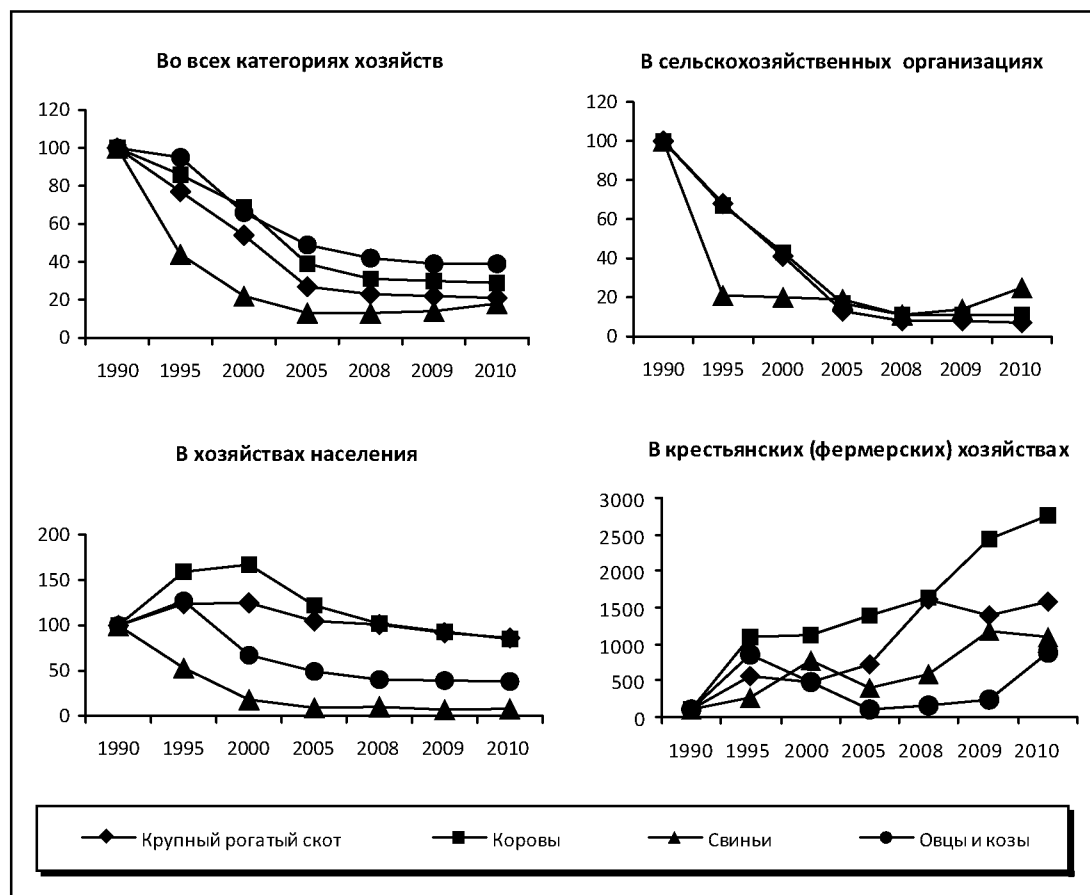 Во всех категориях хозяйств
120
100
80
60
40
20
0
1990 1995 2000 2005 2008 2009 2010
В сельскохозяйственных организациях
120
100
80
60
40
20
0
1990 1995 2000 2005 2008 2009 2010
В хозяйствах населения
200
150
100
50
0
1990 1995 2000 2005 2008 2009 2010
В крестьянских (фермерских) хозяйствах
3000
2500
2000
1500
1000
500
0
1990 1995 2000 2005 2008 2009 2010
Крупный рогатый скот Коровы Свиньи Овцы и козы